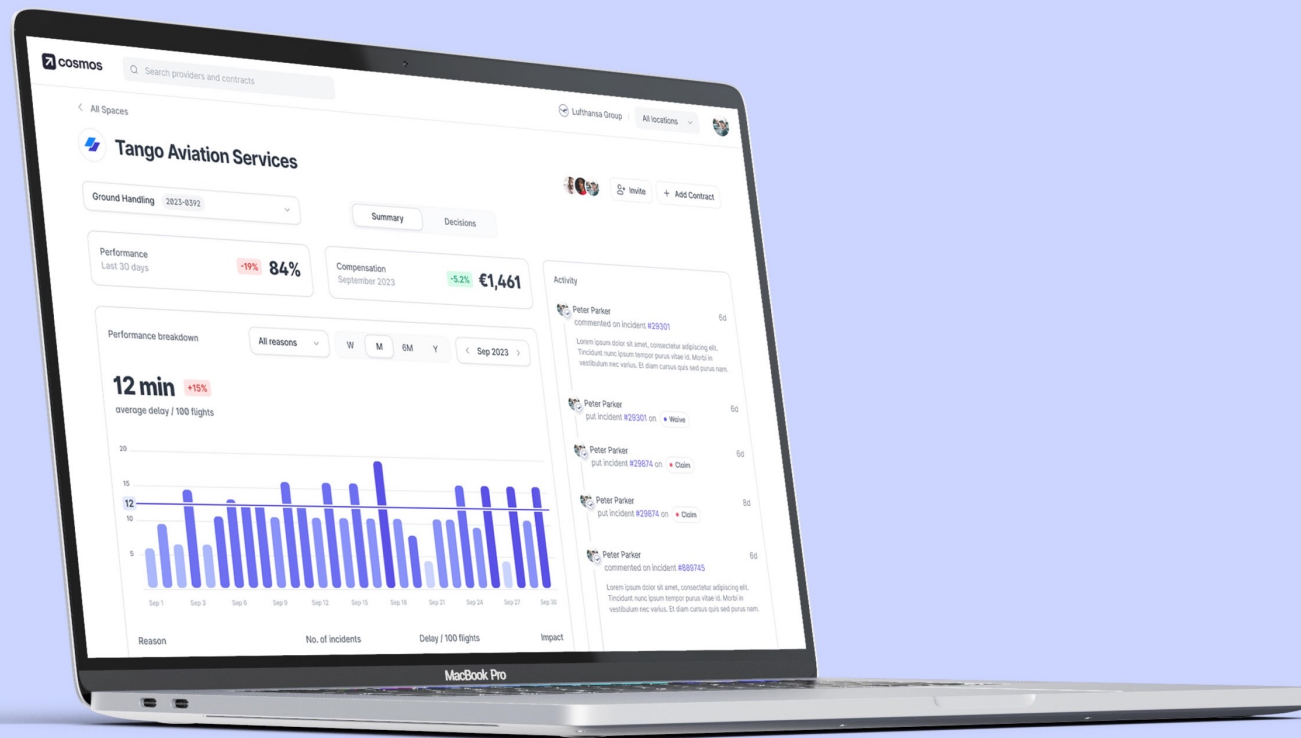 cosmos
Search providers and contracts
Lufthansa Group
All locations
All Spaces
Tango Aviation Services
Invite
+ Add Contract
Ground Handling 2023-0392
Summary
Decisions
Performance
Last 30 days
-19% 84%
Compensation
September 2023
-5.2% €1,461
Performance breakdown
All reasons
W M 6M Y
Sep 2023
12 min +15%
average delay / 100 flights
20
15
12
10
5
Sep 1 Sep 3 Sep 6 Sep 9 Sep 12 Sep 15 Sep 18 Sep 21 Sep 24 Sep 27 Sep 30
Reason No. of incidents Delay / 100 flights Impact
Activity
Peter Parker 6d
commented on incident #29301
Lorem ipsum dolor sit amet, consectetur adipiscing elit.
Tincidunt nunc ipsum tempor purus vitae id. Morbi in
vestibulum nec varius. Et diam cursus quis sed purus nam.
Peter Parker 6d
put incident #29301 on Waive
Peter Parker 6d
put incident #29874 on Claim
Peter Parker 8d
put incident #29874 on Claim
Peter Parker 6d
commented on incident #889745
Lorem ipsum dolor sit amet, consectetur adipiscing elit.
Tincidunt nunc ipsum tempor purus vitae id. Morbi in
vestibulum nec varius. Et diam cursus quis sed purus nam.
MacBook Pro